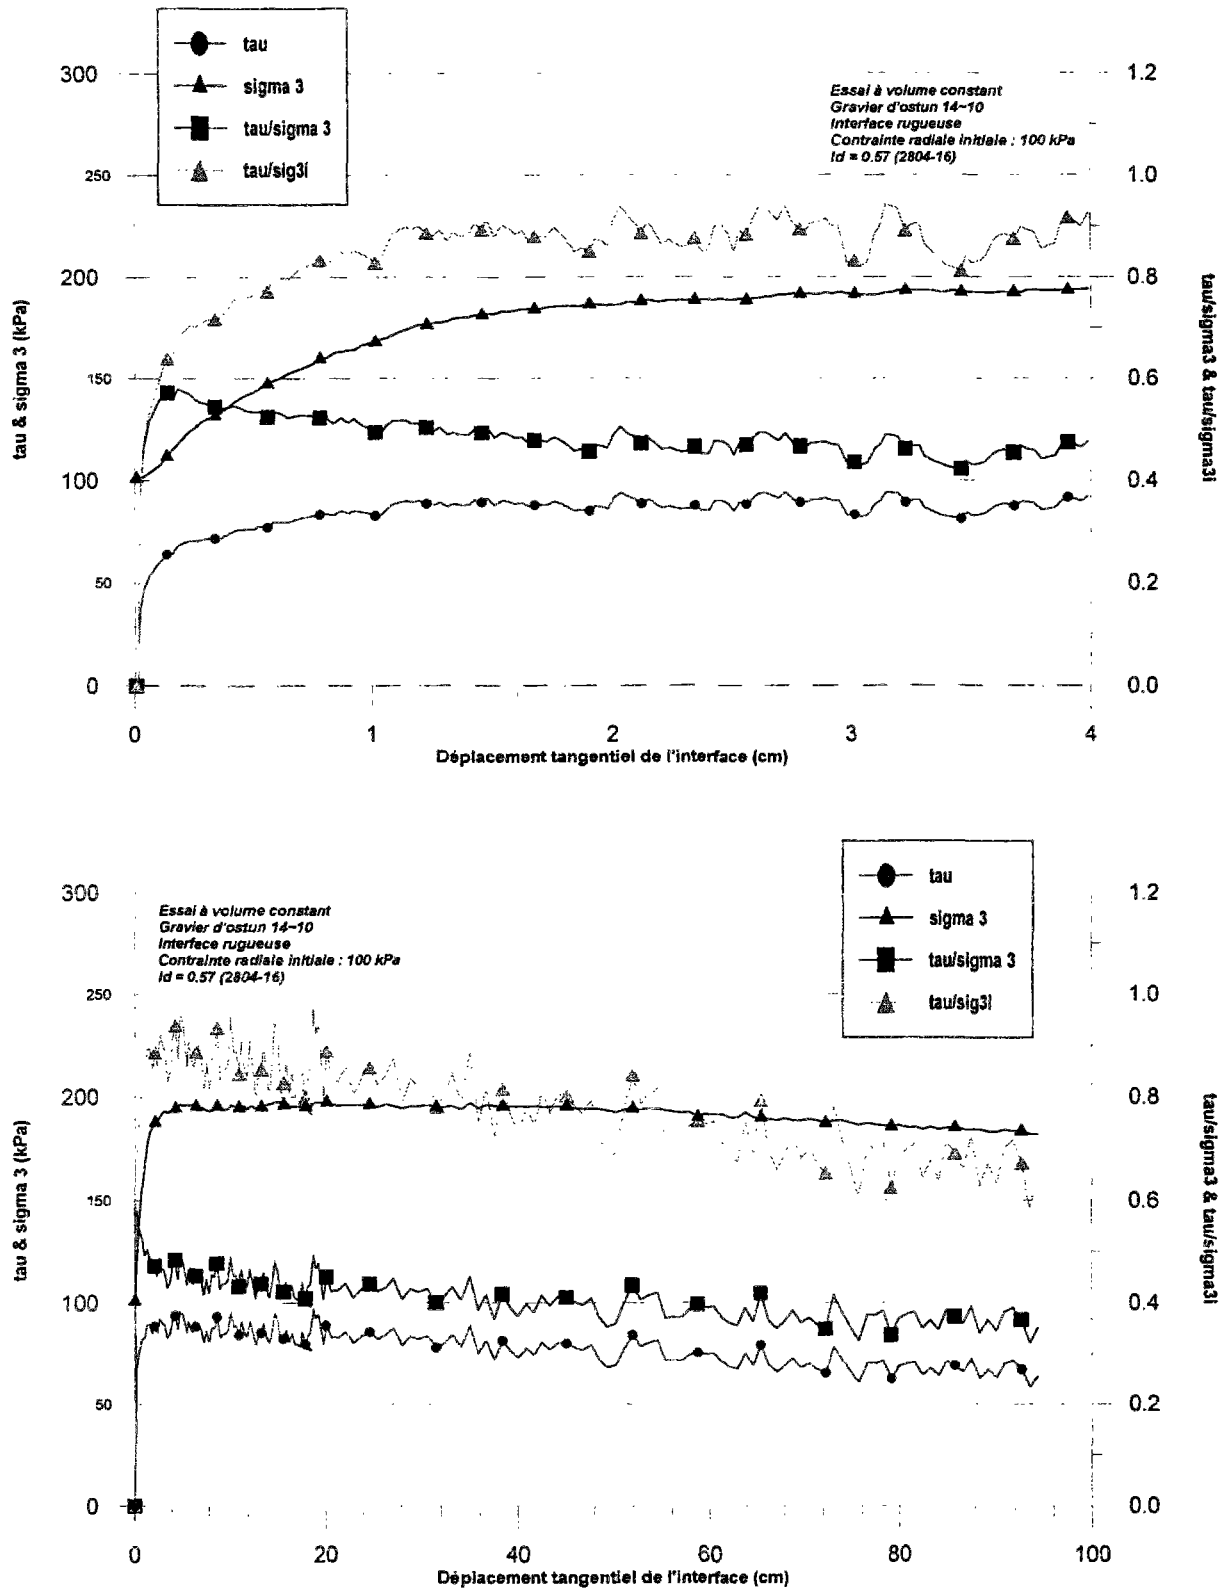 tau
sigma 3
tau/sigma 3
tau/sig3i
Essai à volume constant
Gravier d'ostun 14~10
Interface rugueuse
Contrainte radiale initiale : 100 kPa
Id = 0.57 (2804-16)
300
250
200
150
100
50
0
tau & sigma 3 (kPa)
1.2
1.0
0.8
0.6
0.4
0.2
0.0
tau/sigma3 & tau/sigma3i
0 1 2 3 4
Déplacement tangentiel de l'interface (cm)
tau
sigma 3
tau/sigma 3
tau/sig3i
Essai à volume constant
Gravier d'ostun 14~10
Interface rugueuse
Contrainte radiale initiale : 100 kPa
Id = 0.57 (2804-16)
300
250
200
150
100
50
0
tau & sigma 3 (kPa)
1.2
1.0
0.8
0.6
0.4
0.2
0.0
tau/sigma3 & tau/sigma3i
0 20 40 60 80 100
Déplacement tangentiel de l'interface (cm)